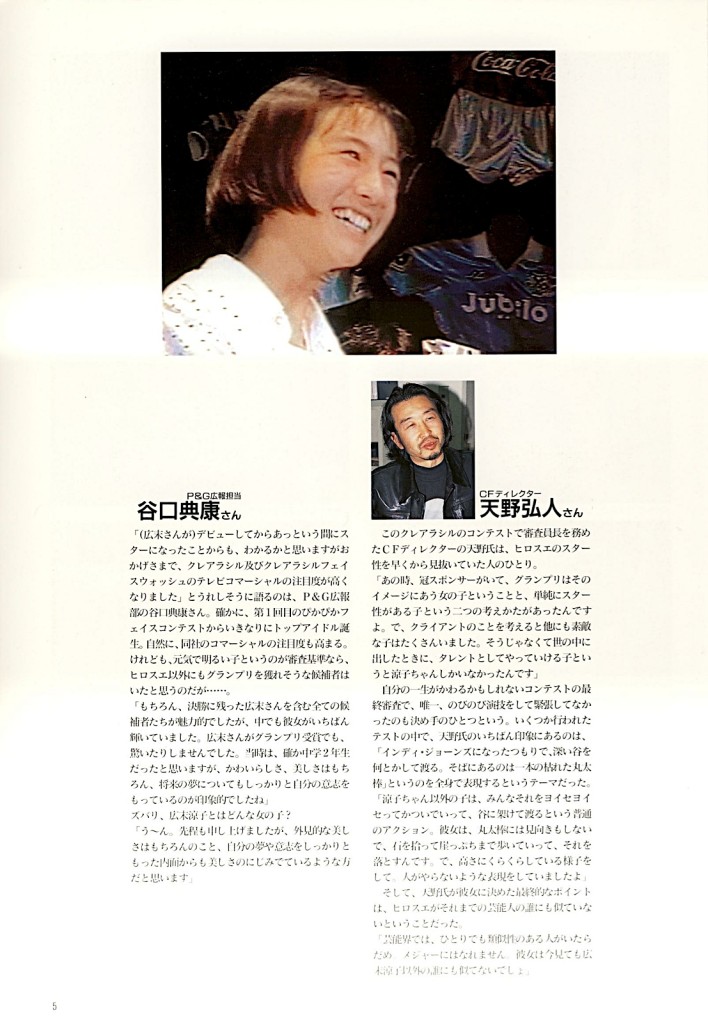 Coca-Cola
Jubilo
P&G広報担当
谷口典康さん
「(広末さんが)デビューしてからあっという間にス
ターになったことからも、わかるかと思いますがお
かげさまで、クレアラシル及びクレアラシルフェイ
スウォッシュのテレビコマーシャルの注目度が高く
なりました」とうれしそうに語るのは、P&G広報
部の谷口典康さん。確かに、第1回目のぴかぴかフ
ェイスコンテストからいきなりにトップアイドル誕
生。自然に、同社のコマーシャルの注目度も高まる。
けれども、元気で明るい子というのが審査基準なら、
ヒロスエ以外にもグランプリを獲れそうな候補者は
いたと思うのだが……。
「もちろん、決勝に残った広末さんを含む全ての候
補者たちが魅力的でしたが、中でも彼女がいちばん
輝いていました。広末さんがグランプリ受賞でも、
驚いたりしませんでした。当時は、確か中学2年生
だったと思いますが、かわいらしさ、美しさはもち
ろん、将来の夢についてもしっかりと自分の意志を
もっているのが印象的でしたね」
ズバリ、広末涼子とはどんな女の子?
「う〜ん。先程も申し上げましたが、外見的な美し
さはもちろんのこと、自分の夢や意志をしっかりと
もった内面からも美しさのにじみでているような方
だと思います」
CFディレクター
天野弘人さん
このクレアラシルのコンテストで審査員長を務め
たCFディレクターの天野氏は、ヒロスエのスター
性を早くから見抜いていた人のひとり。
「あの時、冠スポンサーがいて、グランプリはその
イメージにあう女の子ということと、単純にスター
性がある子という二つの考えかたがあったんです
よ。で、クライアントのことを考えると他にも素敵
な子はたくさんいました。そうじゃなくて世の中に
出したときに、タレントとしてやっていける子とい
うと涼子ちゃんしかいなかったんです」
自分の一生がかわるかもしれないコンテストの最
終審査で、唯一、のびのび演技をして緊張してなか
ったのも決め手のひとつという。いくつか行われた
テストの中で、天野氏のいちばん印象にあるのは、
「インディ・ジョーンズになったつもりで、深い谷を
何とかして渡る。そばにあるのは一本の枯れた丸太
棒」というのを全身で表現するというテーマだった。
「涼子ちゃん以外の子は、みんなそれをヨイセヨイ
セってかついでいって、谷に架けて渡るという普通
のアクション。彼女は、丸太棒には見向きもしない
で、石を拾って崖っぷちまで歩いていって、それを
落とすんです。で、高さにくらくらしている様子を
して。人がやらないような表現をしていましたよ」
そして、天野氏が彼女に決めた最終的なポイント
は、ヒロスエがそれまでの芸能人の誰にも似ていな
いということだった。
「芸能界では、ひとりでも類似性のある人がいたら
だめ。メジャーにはなれません。彼女は今見ても広
末涼子以外の誰にも似てないでしょ」
5